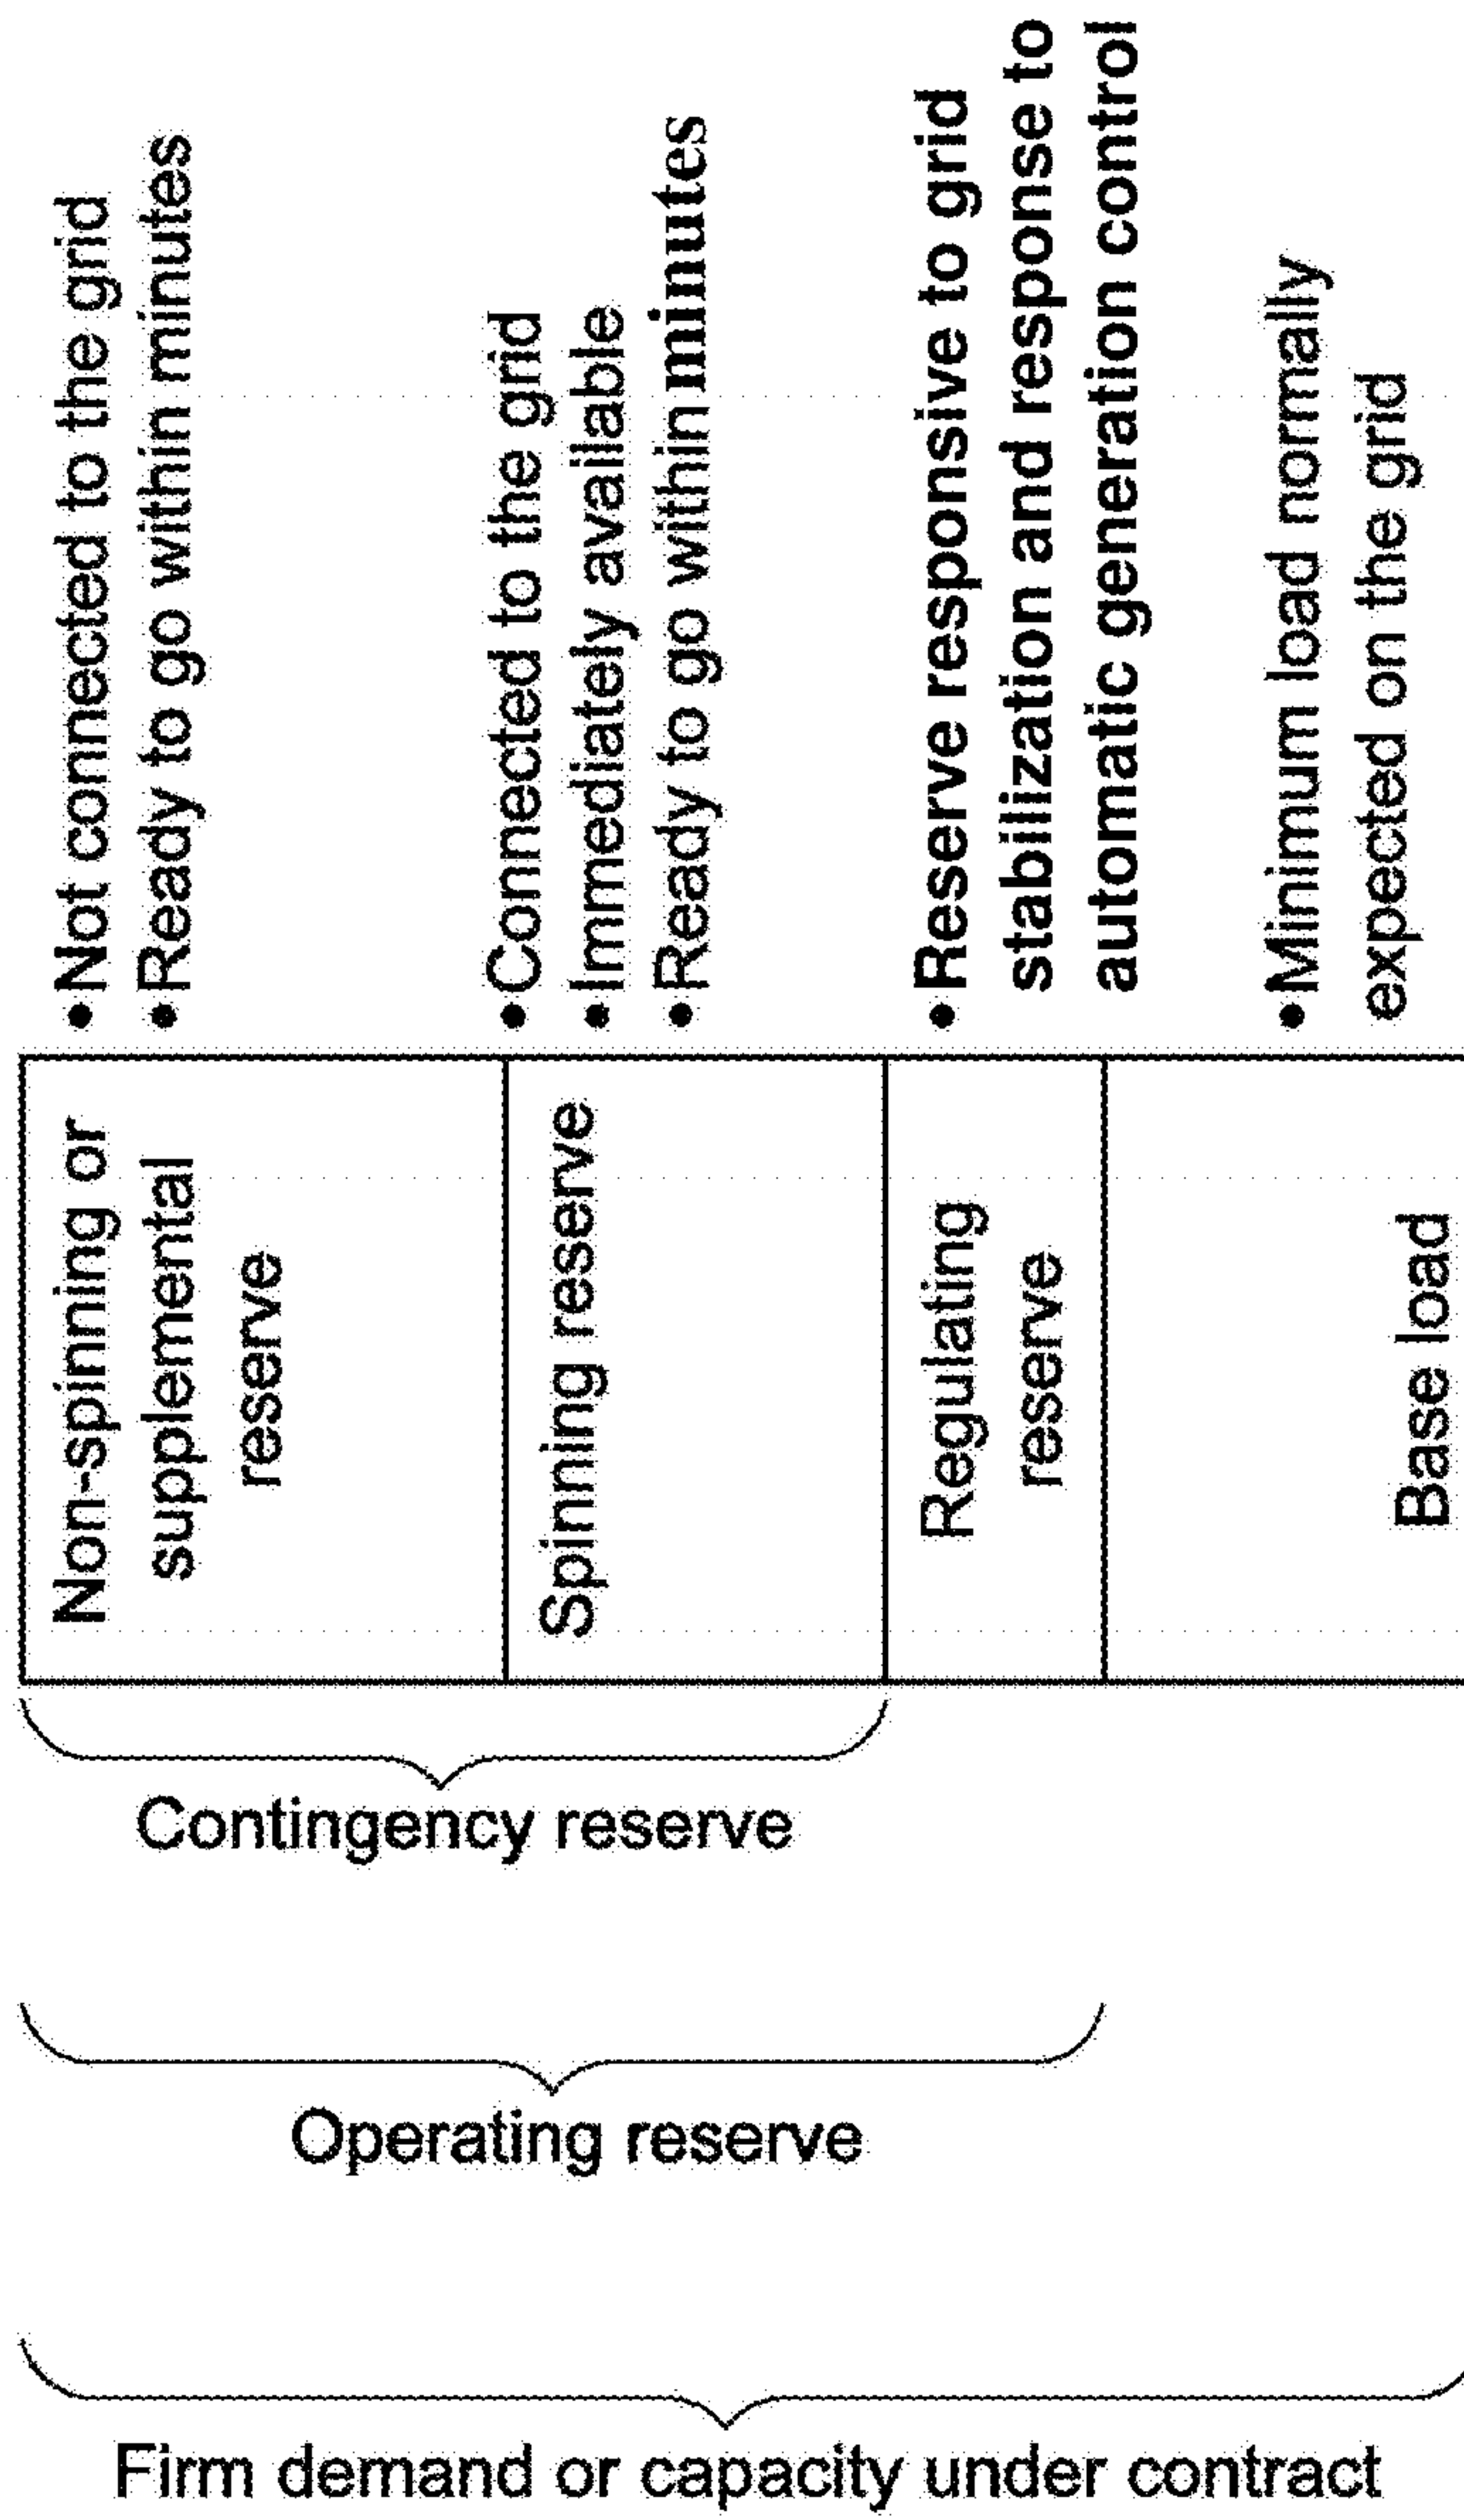 Non-spinning or
supplemental
reserve
•Not connected to the grid
•Ready to go within minutes
Spinning reserve
•Connected to the grid
•Immediately available
•Ready to go within minutes
Regulating
reserve
•Reserve responsive to grid
stabilization and response to
automatic generation control
Base load
•Minimum load normally
expected on the grid
Contingency reserve
Operating reserve
Firm demand or capacity under contract